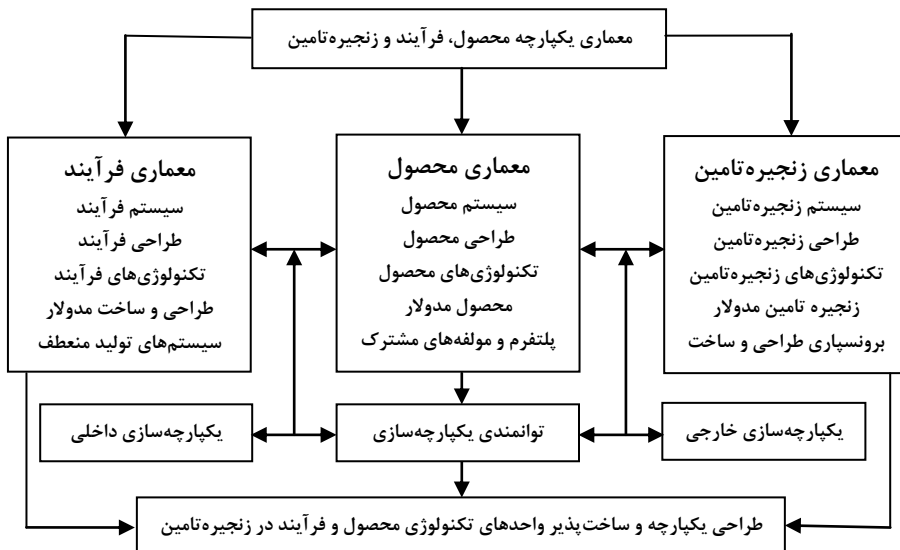 معماری یکپارچه محصول، فرآیند و زنجیره‌تامین
معماری زنجیره‌تامین
سیستم زنجیره‌تامین
طراحی زنجیره‌تامین
تکنولوژی‌های زنجیره‌تامین
زنجیره تامین مدولار
برونسپاری طراحی و ساخت
معماری محصول
سیستم محصول
طراحی محصول
تکنولوژی‌های محصول
محصول مدولار
پلتفرم و مولفه‌های مشترک
معماری فرآیند
سیستم فرآیند
طراحی فرآیند
تکنولوژی‌های فرآیند
طراحی و ساخت مدولار
سیستم‌های تولید منعطف
یکپارچه‌سازی خارجی
توانمندی یکپارچه‌سازی
یکپارچه‌سازی داخلی
طراحی یکپارچه و ساخت‌پذیر واحدهای تکنولوژی محصول و فرآیند در زنجیره‌تامین